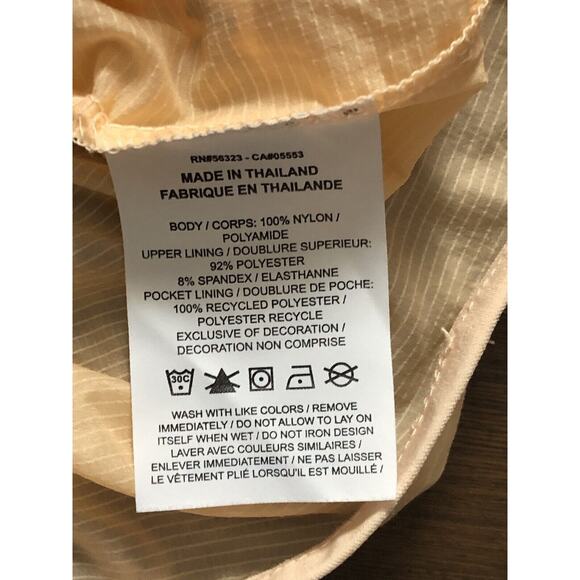 RN#56323 - CA#05553
MADE IN THAILAND
FABRIQUE EN THAILANDE
BODY / CORPS: 100% NYLON /
POLYAMIDE
UPPER LINING / DOUBLURE SUPERIEUR:
92% POLYESTER
8% SPANDEX / ELASTHANNE
POCKET LINING / DOUBLURE DE POCHE:
100% RECYCLED POLYESTER /
POLYESTER RECYCLE
EXCLUSIVE OF DECORATION /
DECORATION NON COMPRISE
30C
WASH WITH LIKE COLORS / REMOVE
IMMEDIATELY / DO NOT ALLOW TO LAY ON
ITSELF WHEN WET / DO NOT IRON DESIGN
LAVER AVEC COULEURS SIMILAIRES /
ENLEVER IMMEDIATEMENT / NE PAS LAISSER
LE VÊTEMENT PLIÉ LORSQU'IL EST MOUILLÉ /